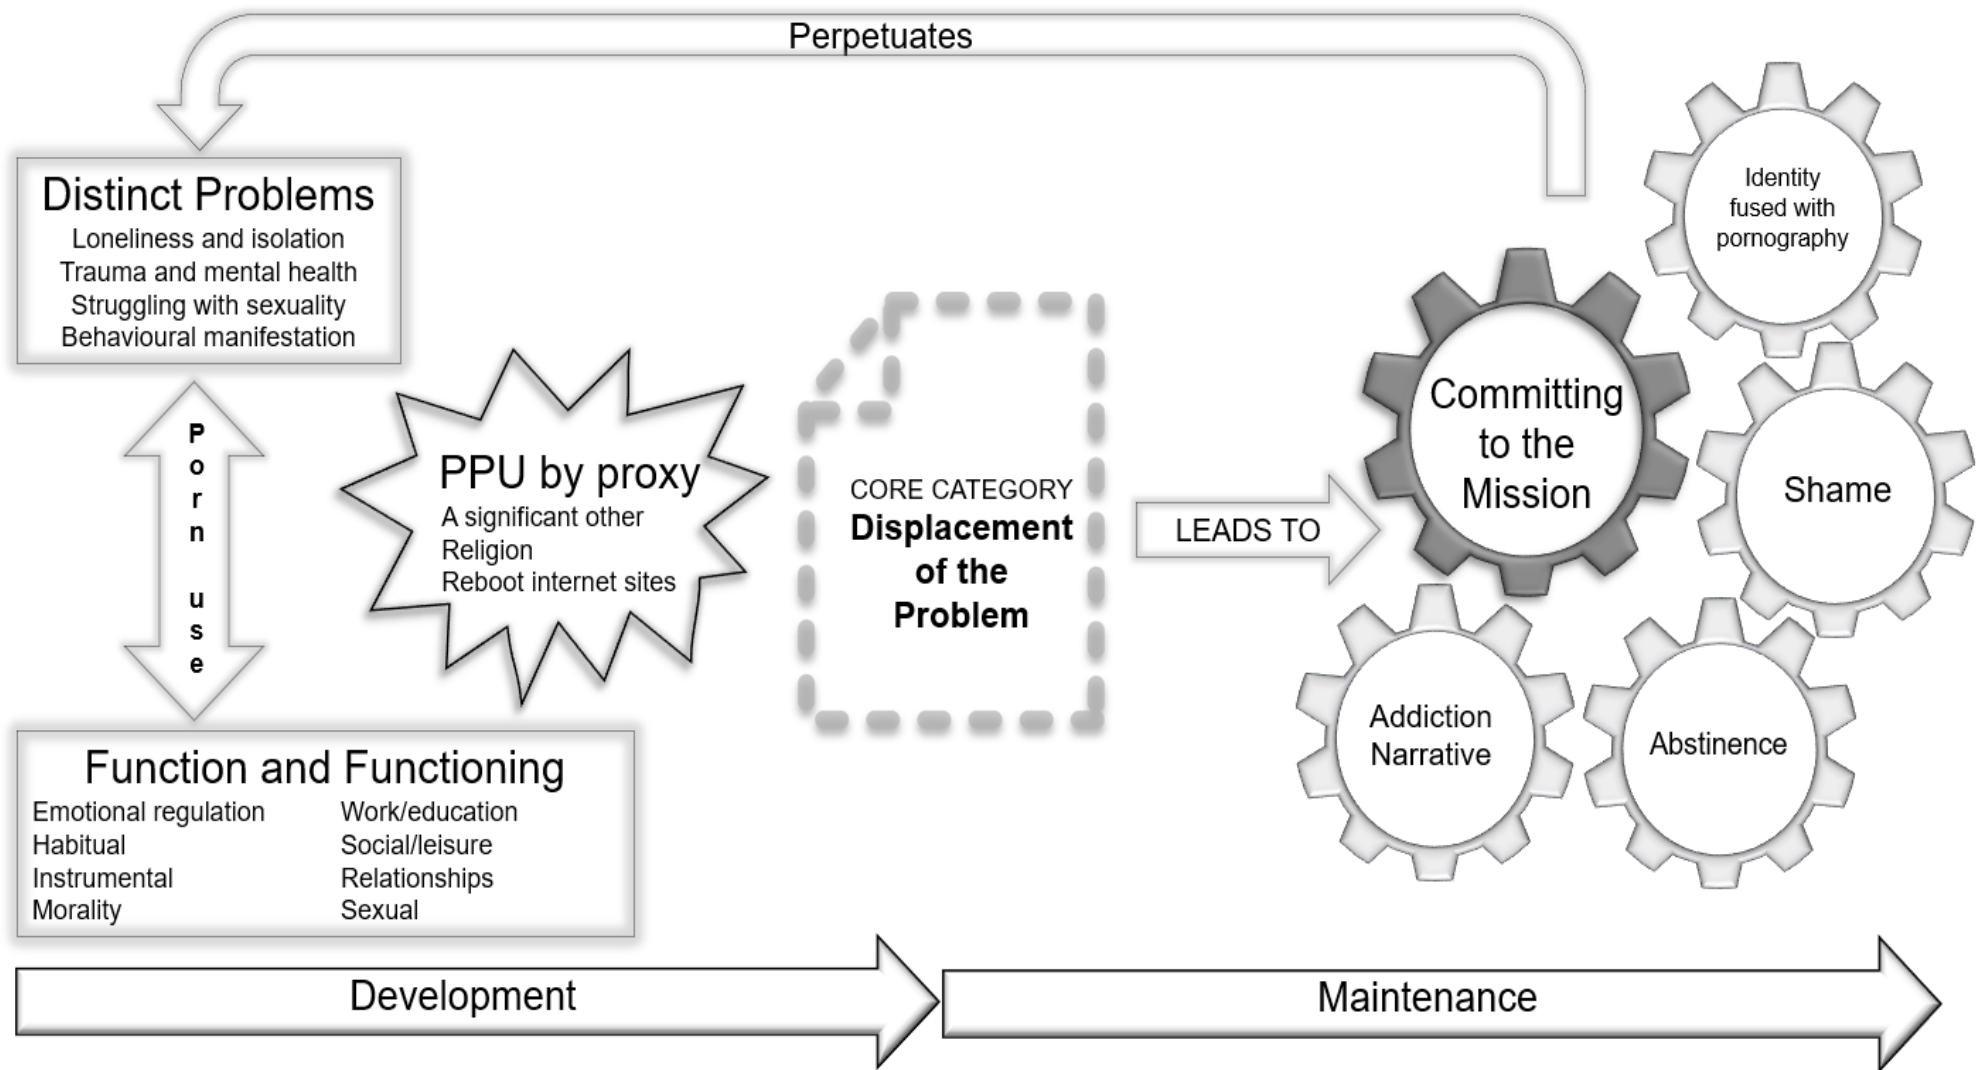 Perpetuates
Distinct Problems
Loneliness and isolation
Trauma and mental health
Struggling with sexuality
Behavioural manifestation
Porn use
PPU by proxy
A significant other
Religion
Reboot internet sites
Function and Functioning
Emotional regulation
Habitual
Instrumental
Morality
Work/education
Social/leisure
Relationships
Sexual
CORE CATEGORY
Displacement
of the
Problem
LEADS TO
Committing
to the
Mission
Identity
fused with
pornography
Shame
Addiction
Narrative
Abstinence
Development
Maintenance